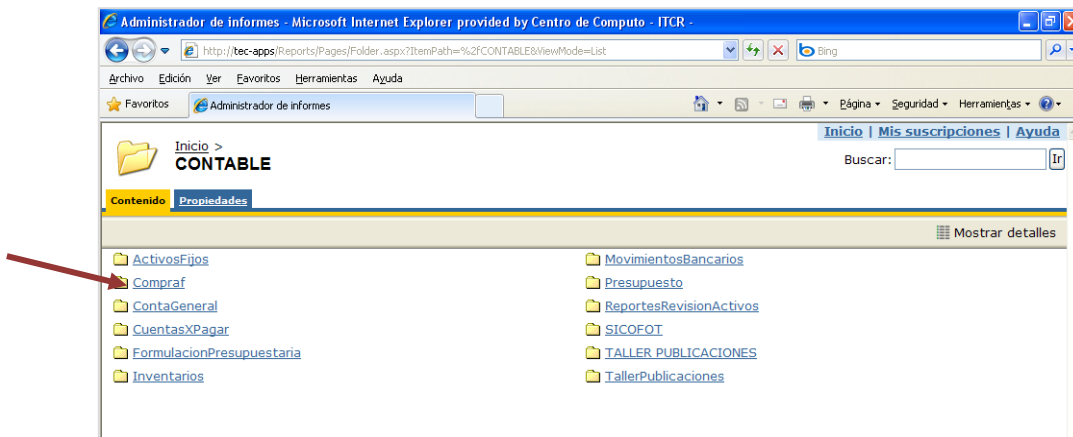 Administrador de informes - Microsoft Internet Explorer provided by Centro de Computo - ITCR -
http://tec-apps/Reports/Pages/Folder.aspx?ItemPath=%2fCONTABLE&ViewMode=List
Bing
Archivo Edición Ver Favoritos Herramientas Ayuda
Favoritos Administrador de informes Página Seguridad Herramientas
Inicio | Mis suscripciones | Ayuda
Inicio >
CONTABLE
Buscar: Ir
Contenido Propiedades
Mostrar detalles
ActivosFijos MovimientosBancarios
Compraf Presupuesto
ContaGeneral ReportesRevisionActivos
CuentasXPagar SICOFOT
FormulacionPresupuestaria TALLER PUBLICACIONES
Inventarios TallerPublicaciones